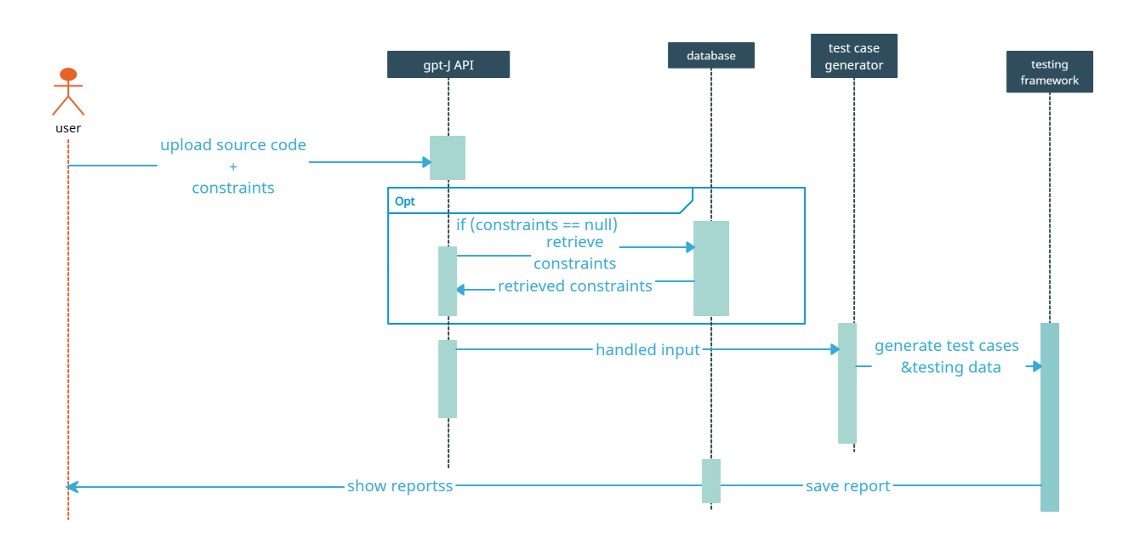 test case
generator
database
gpt-J API
testing
framework
user
upload source code
+
constraints
Opt
if (constraints == null)
retrieve
constraints
retrieved constraints
handled input
generate test cases
&testing data
show reportss
save report